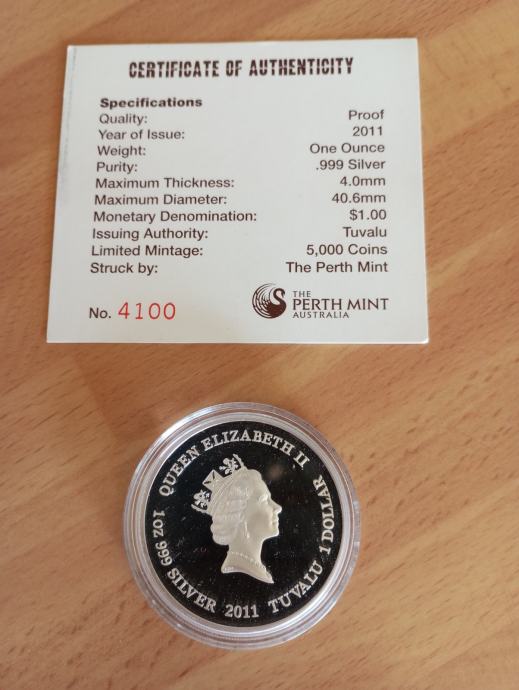 CERTIFICATE OF AUTHENTICITY
Specifications
Quality: Proof
Year of Issue: 2011
Weight: One Ounce
Purity: .999 Silver
Maximum Thickness: 4.0mm
Maximum Diameter: 40.6mm
Monetary Denomination: $1.00
Issuing Authority: Tuvalu
Limited Mintage: 5,000 Coins
Struck by: The Perth Mint
No. 4100
THE
PERTH MINT
AUSTRALIA
QUEEN ELIZABETH II
1oz 999 SILVER 2011 TUVALU 1 DOLLAR